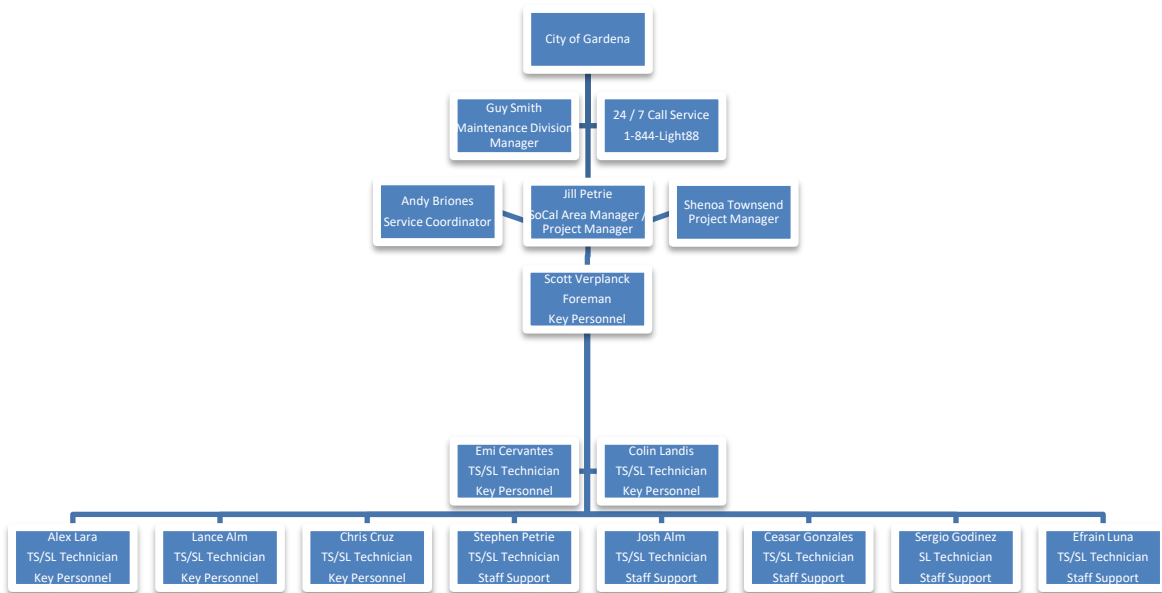 City of Gardena
Guy Smith
Maintenance Division
Manager
24 / 7 Call Service
1-844-Light88
Andy Briones
Service Coordinator
Jill Petrie
SoCal Area Manager /
Project Manager
Shenoa Townsend
Project Manager
Scott Verplanck
Foreman
Key Personnel
Emi Cervantes
TS/SL Technician
Key Personnel
Colin Landis
TS/SL Technician
Key Personnel
Alex Lara
TS/SL Technician
Key Personnel
Lance Alm
TS/SL Technician
Key Personnel
Chris Cruz
TS/SL Technician
Key Personnel
Stephen Petrie
TS/SL Technician
Staff Support
Josh Alm
TS/SL Technician
Staff Support
Ceasar Gonzales
TS/SL Technician
Staff Support
Sergio Godinez
SL Technician
Staff Support
Efrain Luna
TS/SL Technician
Staff Support